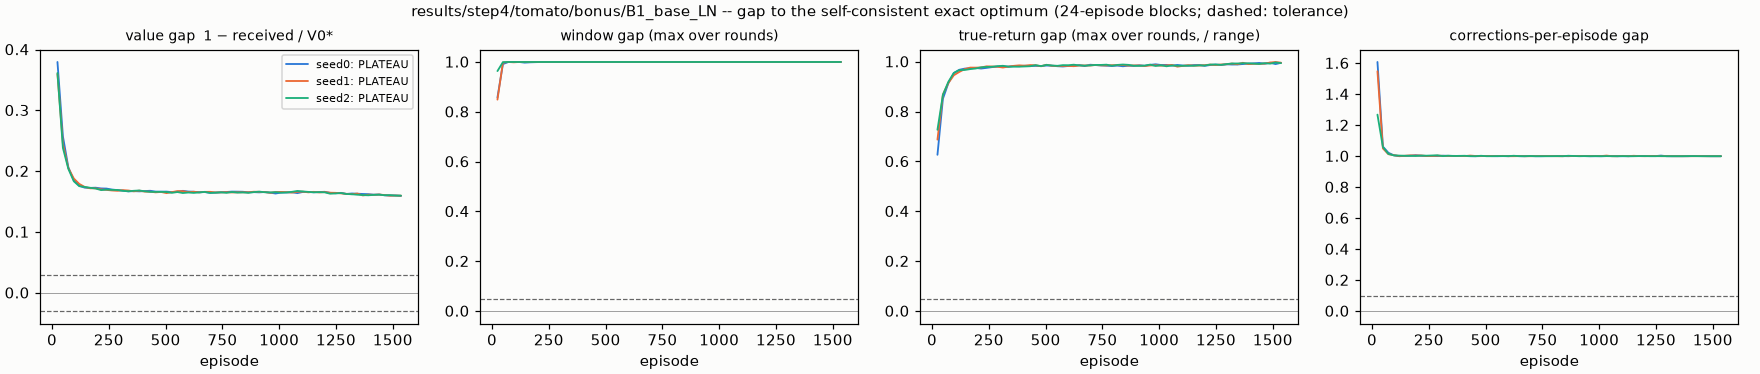 results/step4/tomato/bonus/B1_base_LN -- gap to the self-consistent exact optimum (24-episode blocks; dashed: tolerance)
value gap 1 − received / V0*
0.4
0.3
0.2
0.1
0.0
seed0: PLATEAU
seed1: PLATEAU
seed2: PLATEAU
0 250 500 750 1000 1250 1500
episode
window gap (max over rounds)
1.0
0.8
0.6
0.4
0.2
0.0
0 250 500 750 1000 1250 1500
episode
true-return gap (max over rounds, / range)
1.0
0.8
0.6
0.4
0.2
0.0
0 250 500 750 1000 1250 1500
episode
corrections-per-episode gap
1.6
1.4
1.2
1.0
0.8
0.6
0.4
0.2
0.0
0 250 500 750 1000 1250 1500
episode